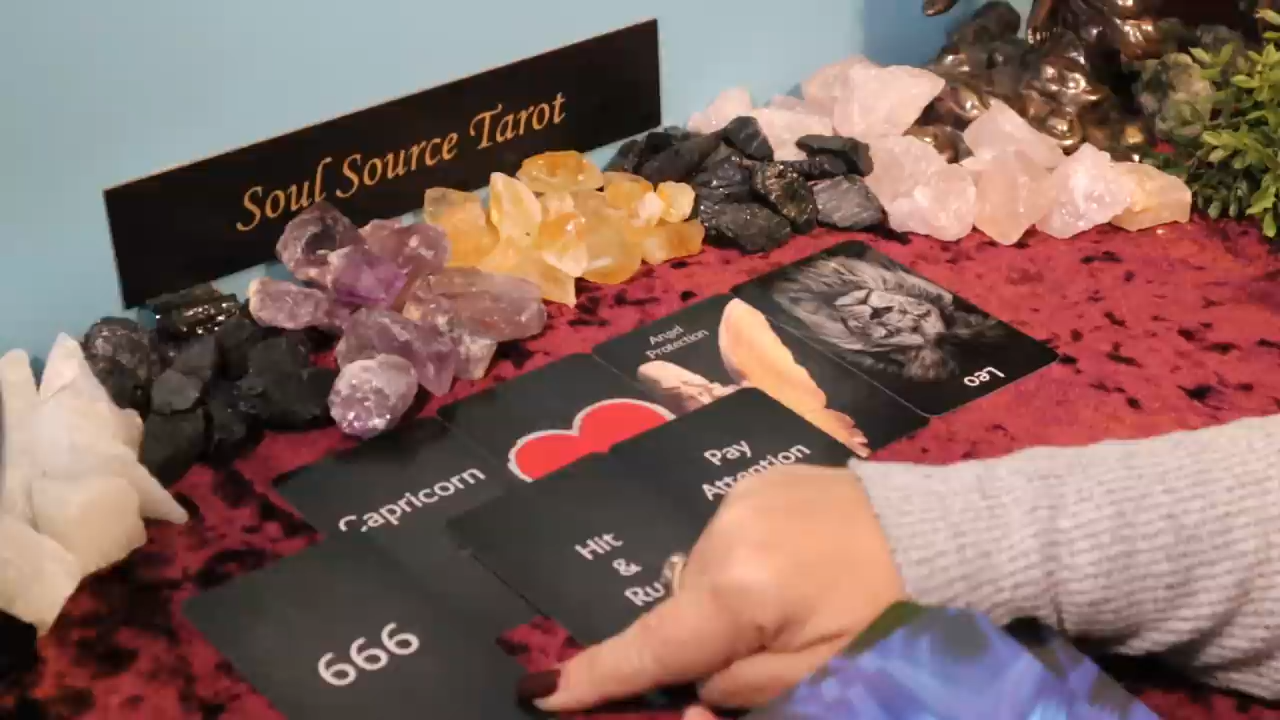 Soul Source Tarot
Angel
Protection
Leo
Capricorn
Pay
Attention
Hit
&
666